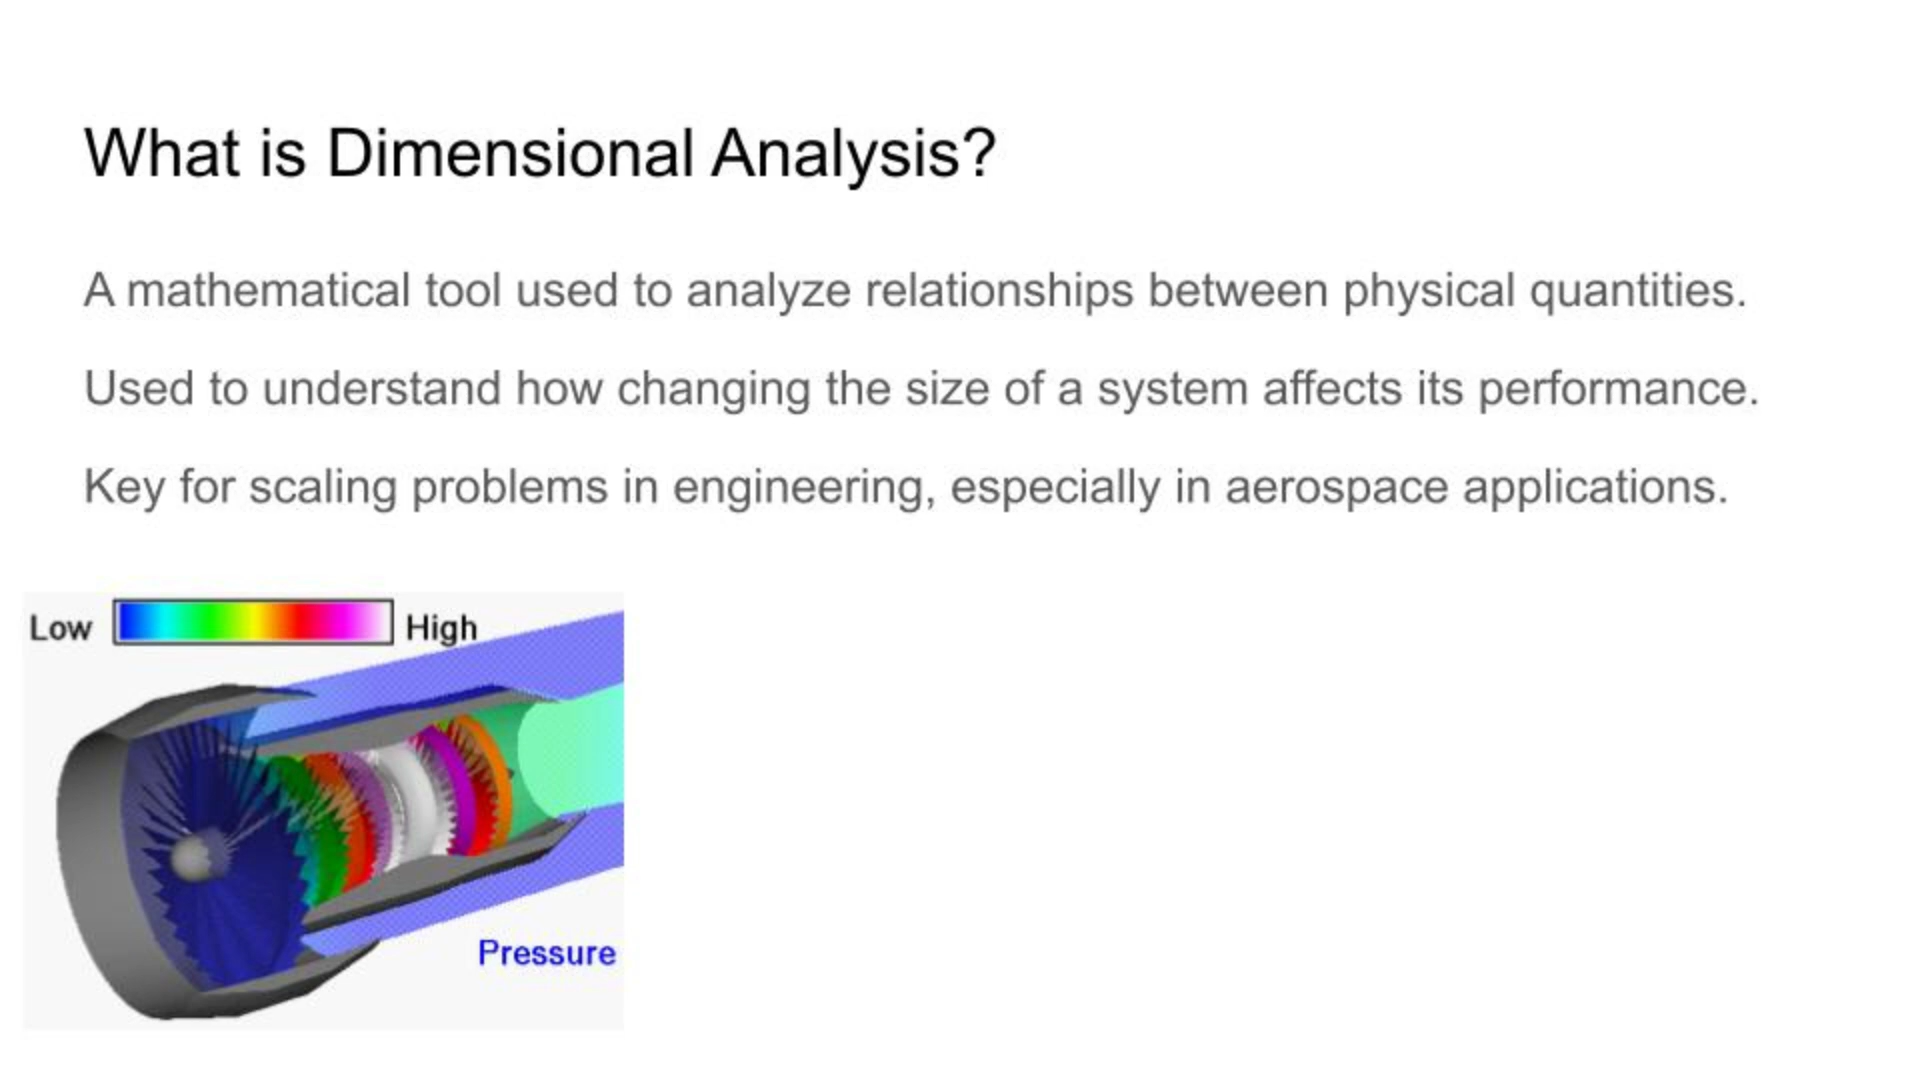 What is Dimensional Analysis?
A mathematical tool used to analyze relationships between physical quantities.
Used to understand how changing the size of a system affects its performance.
Key for scaling problems in engineering, especially in aerospace applications.
Low High
Pressure